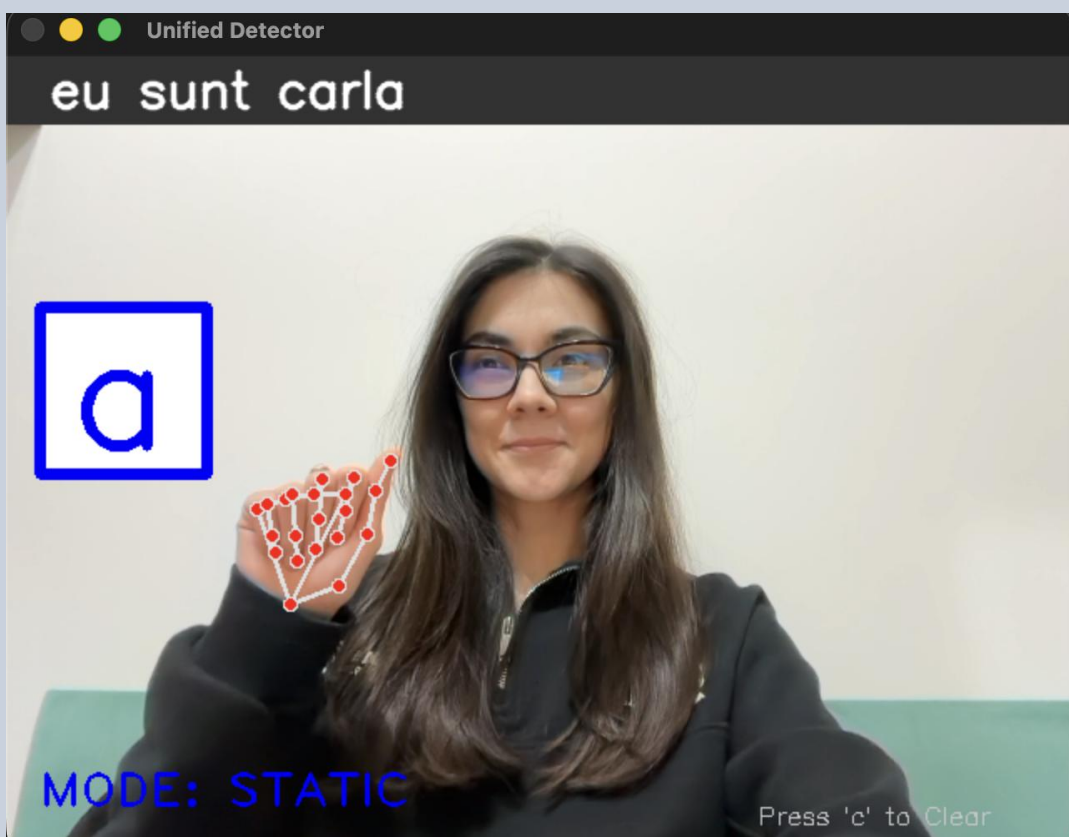 Unified Detector
eu sunt carla
a
MODE: STATIC
Press 'c' to Clear